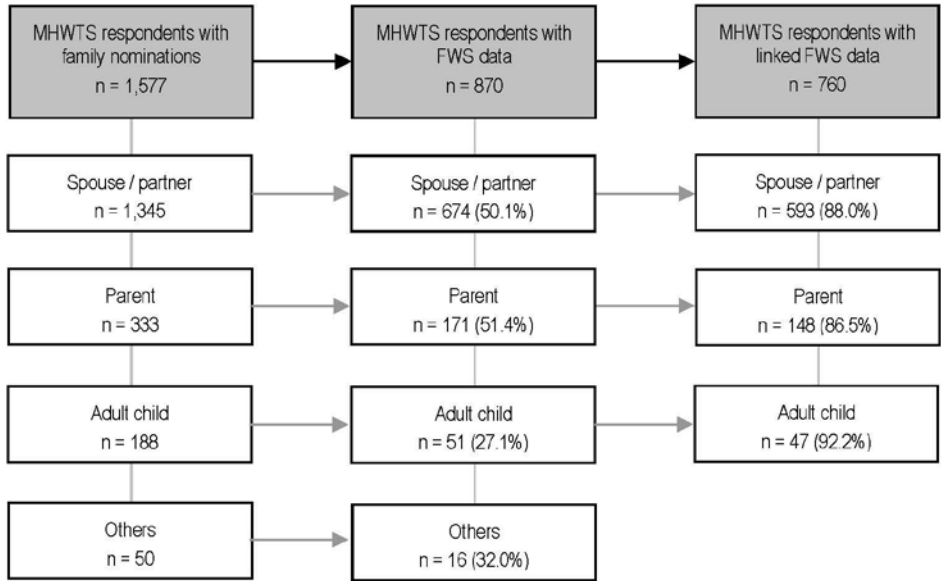 MHWTS respondents with
family nominations
n = 1,577
MHWTS respondents with
FWS data
n = 870
MHWTS respondents with
linked FWS data
n = 760
Spouse / partner
n = 1,345
Spouse / partner
n = 674 (50.1%)
Spouse / partner
n = 593 (88.0%)
Parent
n = 333
Parent
n = 171 (51.4%)
Parent
n = 148 (86.5%)
Adult child
n = 188
Adult child
n = 51 (27.1%)
Adult child
n = 47 (92.2%)
Others
n = 50
Others
n = 16 (32.0%)